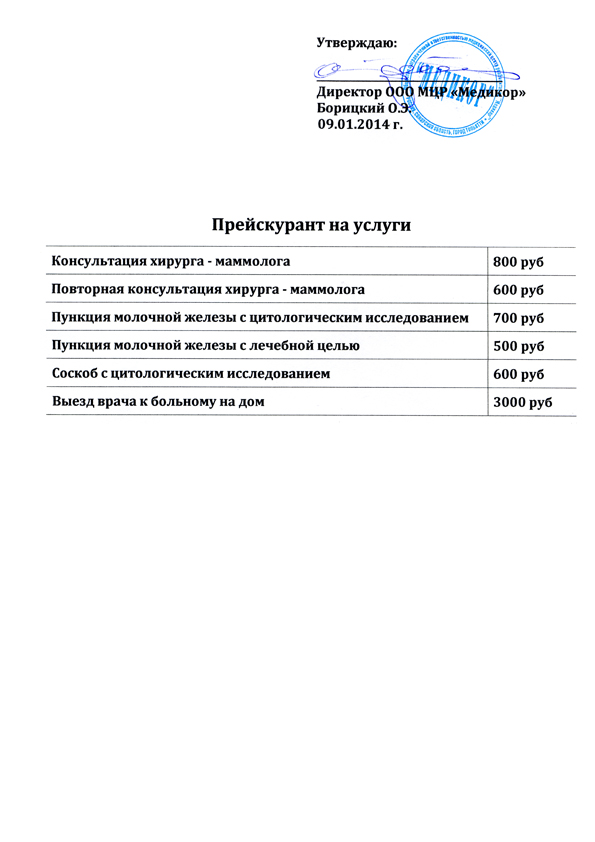 Утверждаю:
МЕДИКОР
Директор ООО МЦР «Медикор»
Борицкий О.Э.
09.01.2014 г.
Прейскурант на услуги
Консультация хирурга - маммолога 800 руб
Повторная консультация хирурга - маммолога 600 руб
Пункция молочной железы с цитологическим исследованием 700 руб
Пункция молочной железы с лечебной целью 500 руб
Соскоб с цитологическим исследованием 600 руб
Выезд врача к больному на дом 3000 руб